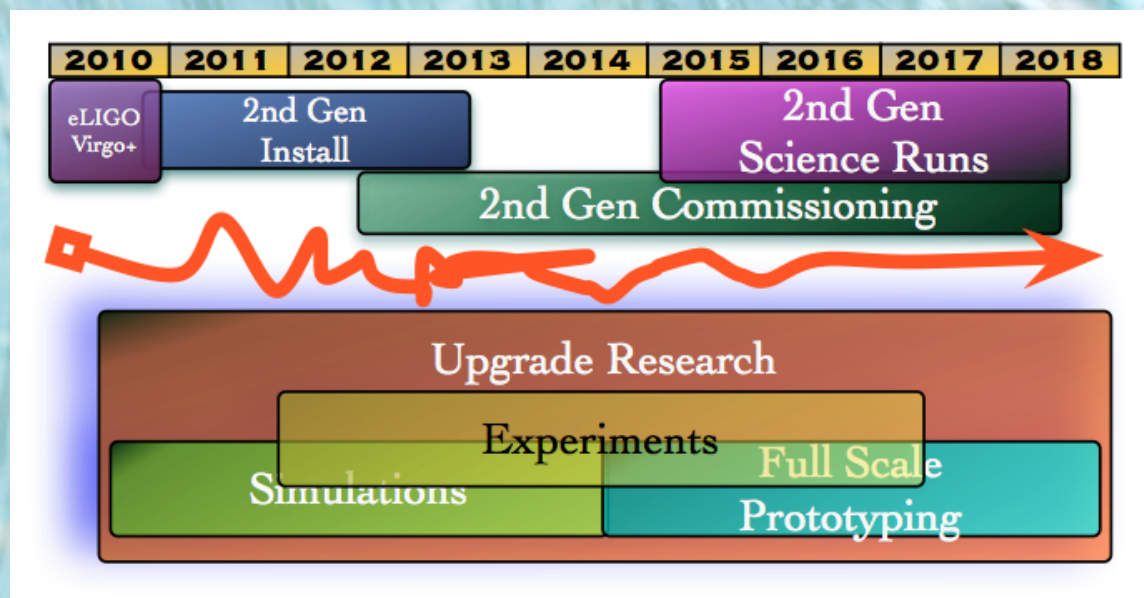 2010 2011 2012 2013 2014 2015 2016 2017 2018
eLIGO
Virgo+
2nd Gen
Install
2nd Gen
Science Runs
2nd Gen Commissioning
Upgrade Research
Experiments
Simulations
Full Scale
Prototyping